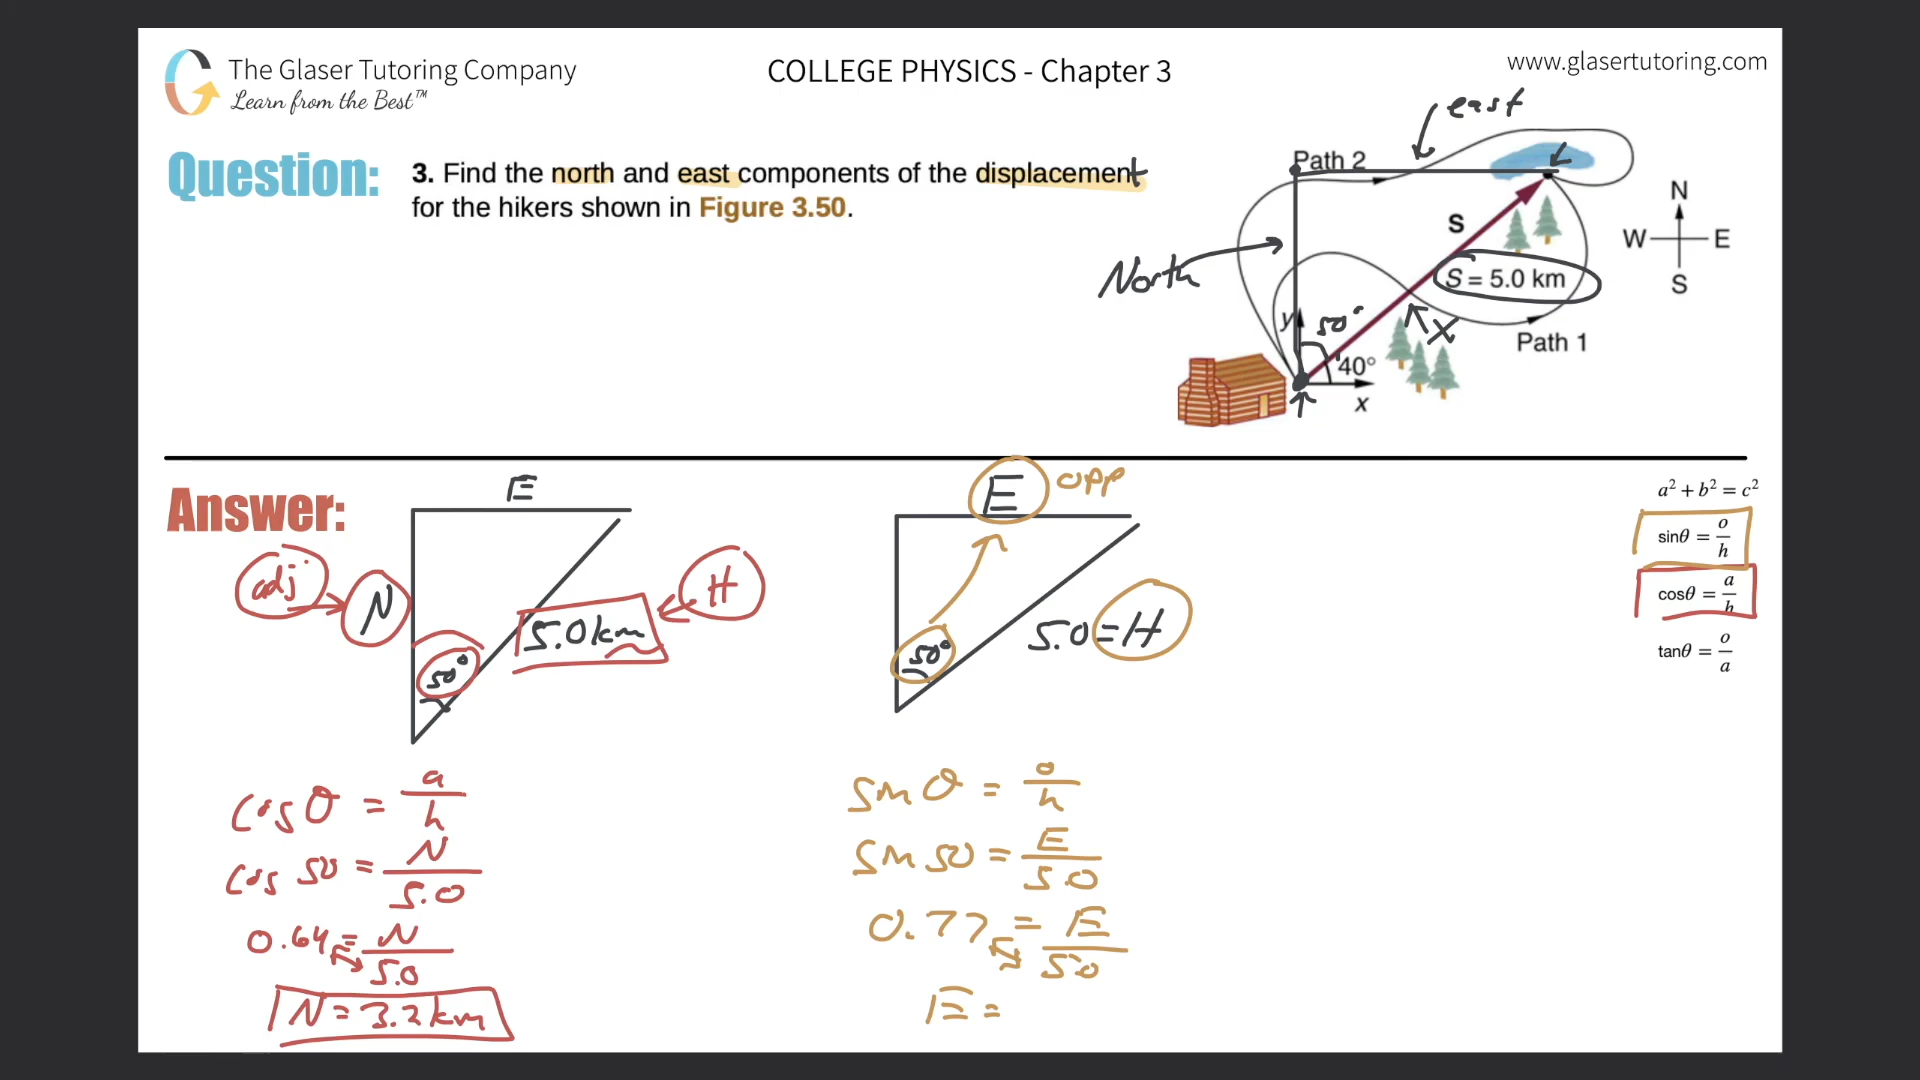 The Glaser Tutoring Company
Learn from the Best™
COLLEGE PHYSICS - Chapter 3
www.glasertutoring.com
Question:
3. Find the north and east components of the displacement
for the hikers shown in Figure 3.50.
east
Path 2
North
S
S = 5.0 km
N
W E
S
y
50°
X
40°
x
Path 1
Answer:
E
adj
N
H
5.0km
50°
E opp
50°
5.0=H
a² + b² = c²
sinθ = o/h
cosθ = a/h
tanθ = o/a
cosθ = a/h
cos 50 = N/5.0
0.64 = N/5.0
N = 3.2km
sinθ = o/h
sin 50 = E/5.0
0.77 = E/5.0
E =